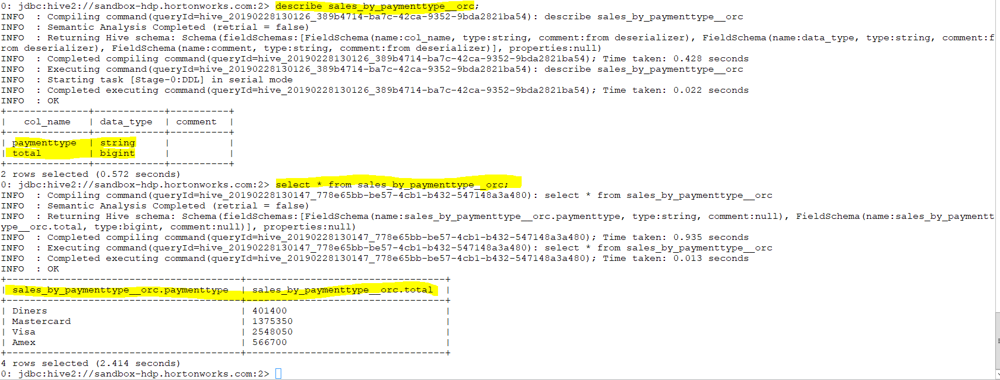 0: jdbc:hive2://sandbox-hdp.hortonworks.com:2> describe sales_by_paymenttype__orc;
INFO  : Compiling command(queryId=hive_20190228130126_389b4714-ba7c-42ca-9352-9bda2821ba54): describe sales_by_paymenttype__orc
INFO  : Semantic Analysis Completed (retrial = false)
INFO  : Returning Hive schema: Schema(fieldSchemas:[FieldSchema(name:col_name, type:string, comment:from deserializer), FieldSchema(name:data_type, type:string, comment:f
rom deserializer), FieldSchema(name:comment, type:string, comment:from deserializer)], properties:null)
INFO  : Completed compiling command(queryId=hive_20190228130126_389b4714-ba7c-42ca-9352-9bda2821ba54); Time taken: 0.428 seconds
INFO  : Executing command(queryId=hive_20190228130126_389b4714-ba7c-42ca-9352-9bda2821ba54): describe sales_by_paymenttype__orc
INFO  : Starting task [Stage-0:DDL] in serial mode
INFO  : Completed executing command(queryId=hive_20190228130126_389b4714-ba7c-42ca-9352-9bda2821ba54); Time taken: 0.022 seconds
INFO  : OK
+--------------+------------+----------+
|   col_name   | data_type  | comment  |
+--------------+------------+----------+
| paymenttype  | string     |          |
| total        | bigint     |          |
+--------------+------------+----------+
2 rows selected (0.572 seconds)
0: jdbc:hive2://sandbox-hdp.hortonworks.com:2> select * from sales_by_paymenttype__orc;
INFO  : Compiling command(queryId=hive_20190228130147_778e65bb-be57-4cb1-b432-547148a3a480): select * from sales_by_paymenttype__orc
INFO  : Semantic Analysis Completed (retrial = false)
INFO  : Returning Hive schema: Schema(fieldSchemas:[FieldSchema(name:sales_by_paymenttype__orc.paymenttype, type:string, comment:null), FieldSchema(name:sales_by_paymentt
ype__orc.total, type:bigint, comment:null)], properties:null)
INFO  : Completed compiling command(queryId=hive_20190228130147_778e65bb-be57-4cb1-b432-547148a3a480); Time taken: 0.935 seconds
INFO  : Executing command(queryId=hive_20190228130147_778e65bb-be57-4cb1-b432-547148a3a480): select * from sales_by_paymenttype__orc
INFO  : Completed executing command(queryId=hive_20190228130147_778e65bb-be57-4cb1-b432-547148a3a480); Time taken: 0.013 seconds
INFO  : OK
+----------------------------------------+----------------------------------+
| sales_by_paymenttype__orc.paymenttype  | sales_by_paymenttype__orc.total  |
+----------------------------------------+----------------------------------+
| Diners                                 | 401400                           |
| Mastercard                             | 1375350                          |
| Visa                                   | 2548050                          |
| Amex                                   | 566700                           |
+----------------------------------------+----------------------------------+
4 rows selected (2.414 seconds)
0: jdbc:hive2://sandbox-hdp.hortonworks.com:2>